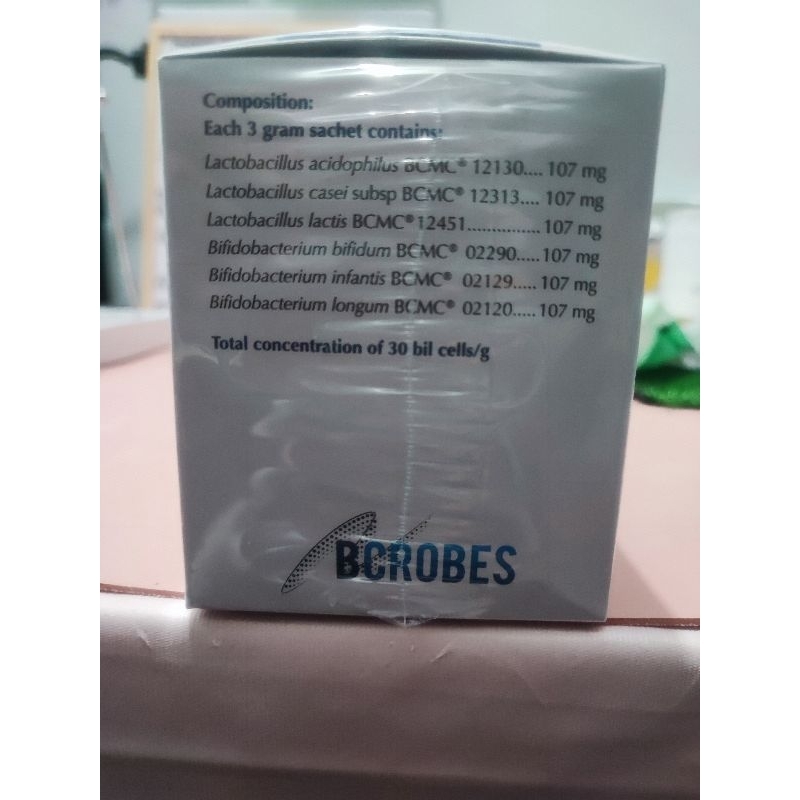 Composition:
Each 3 gram sachet contains:
Lactobacillus acidophilus BCMC® 12130.... 107 mg
Lactobacillus casei subsp BCMC® 12313.... 107 mg
Lactobacillus lactis BCMC® 12451............... 107 mg
Bifidobacterium bifidum BCMC® 02290..... 107 mg
Bifidobacterium infantis BCMC® 02129..... 107 mg
Bifidobacterium longum BCMC® 02120..... 107 mg
Total concentration of 30 bil cells/g
BCROBES